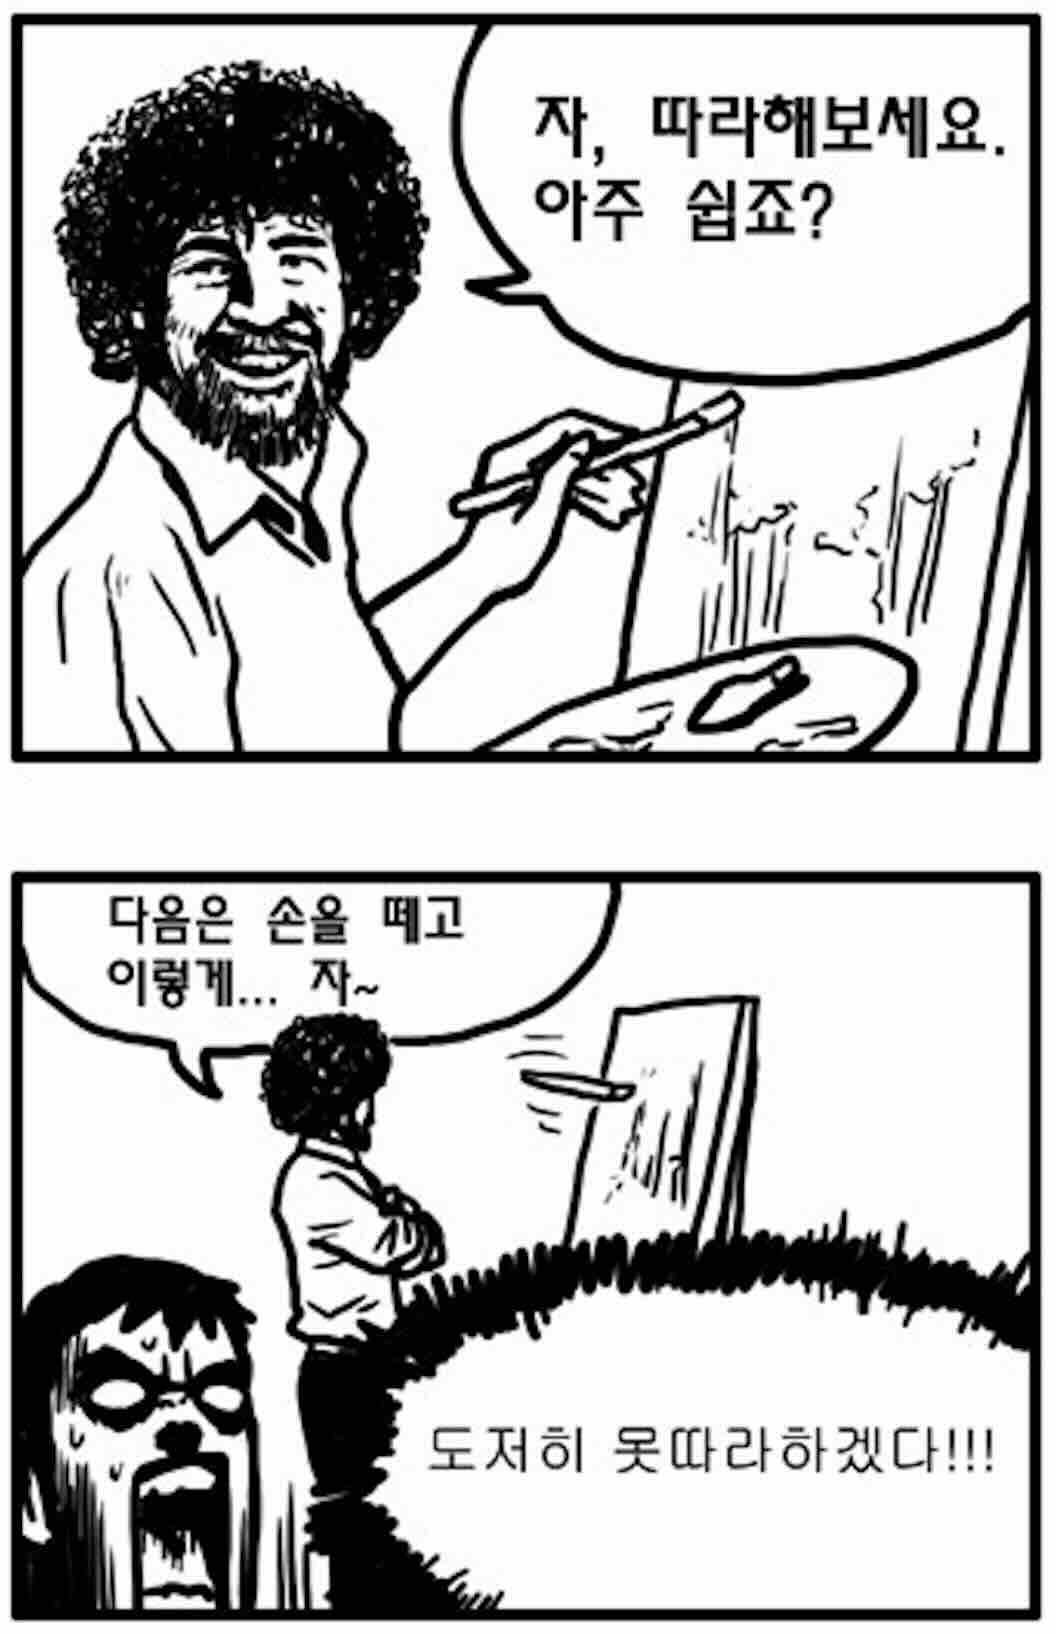 자, 따라해보세요.
아주 쉽죠?
다음은 손을 떼고
이렇게... 자~
도저히 못따라하겠다!!!